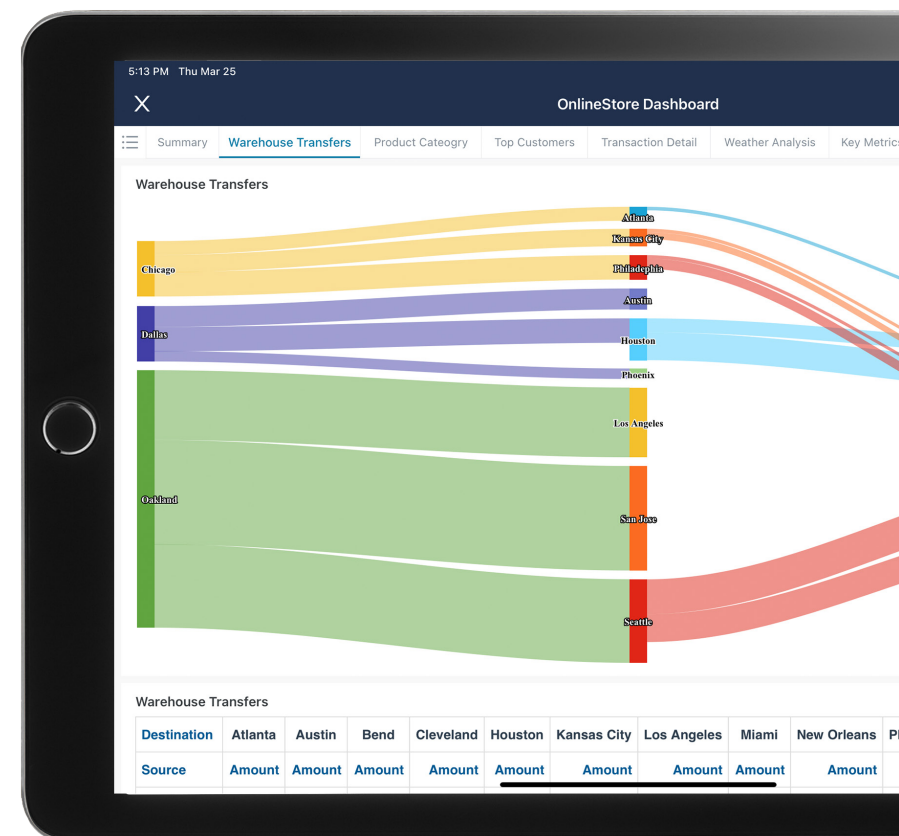 5:13 PM Thu Mar 25
OnlineStore Dashboard
Summary Warehouse Transfers Product Cateogry Top Customers Transaction Detail Weather Analysis Key Metrics
Warehouse Transfers
Atlanta
Kansas City
Chicago
Philadephia
Austin
Dallas
Houston
Phoenix
Los Angeles
Oakland
San Jose
Seattle
Warehouse Transfers
Destination Atlanta Austin Bend Cleveland Houston Kansas City Los Angeles Miami New Orleans
Source Amount Amount Amount Amount Amount Amount Amount Amount Amount